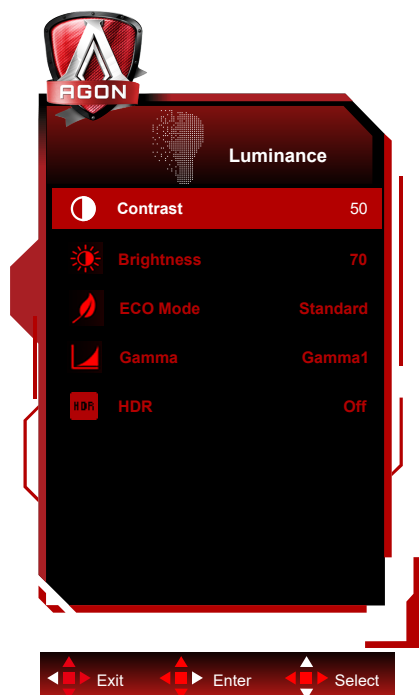 AGON
Luminance
Contrast 50
Brightness 70
ECO Mode Standard
Gamma Gamma1
HDR HDR Off
Exit Enter Select